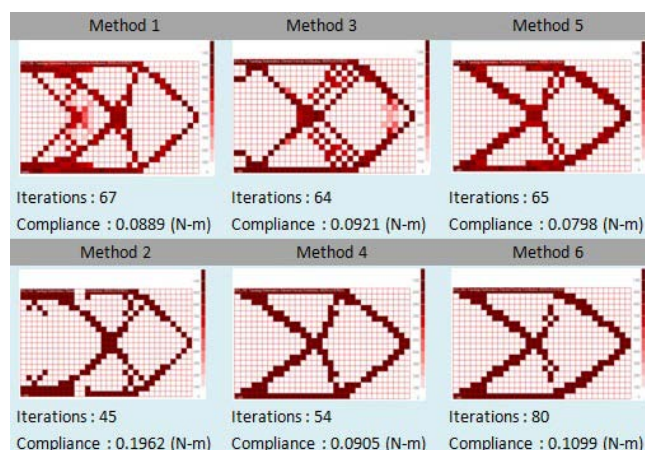 Method 1
Method 3
Method 5
Iterations : 67
Iterations : 64
Iterations : 65
Compliance : 0.0889 (N-m)
Compliance : 0.0921 (N-m)
Compliance : 0.0798 (N-m)
Method 2
Method 4
Method 6
Iterations : 45
Iterations : 54
Iterations : 80
Compliance : 0.1962 (N-m)
Compliance : 0.0905 (N-m)
Compliance : 0.1099 (N-m)